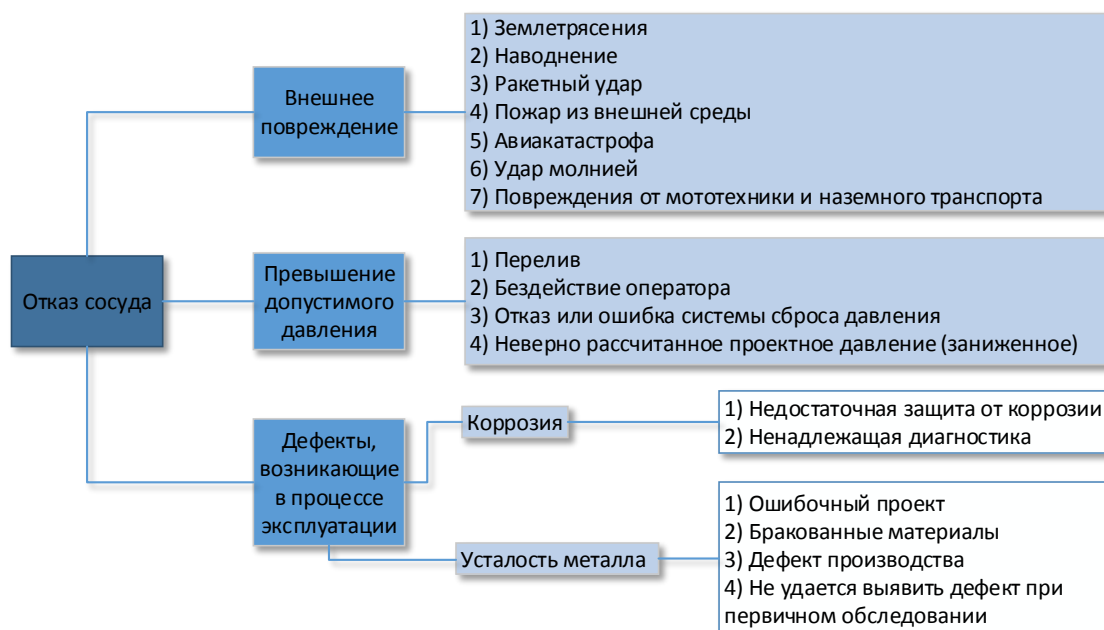 Отказ сосуда
Внешнее
повреждение
1) Землетрясения
2) Наводнение
3) Ракетный удар
4) Пожар из внешней среды
5) Авиакатастрофа
6) Удар молнией
7) Повреждения от мототехники и наземного транспорта
Превышение
допустимого
давления
1) Перелив
2) Бездействие оператора
3) Отказ или ошибка системы сброса давления
4) Неверно рассчитанное проектное давление (заниженное)
Дефекты,
возникающие
в процессе
эксплуатации
Коррозия
1) Недостаточная защита от коррозии
2) Ненадлежащая диагностика
Усталость металла
1) Ошибочный проект
2) Бракованные материалы
3) Дефект производства
4) Не удается выявить дефект при
первичном обследовании